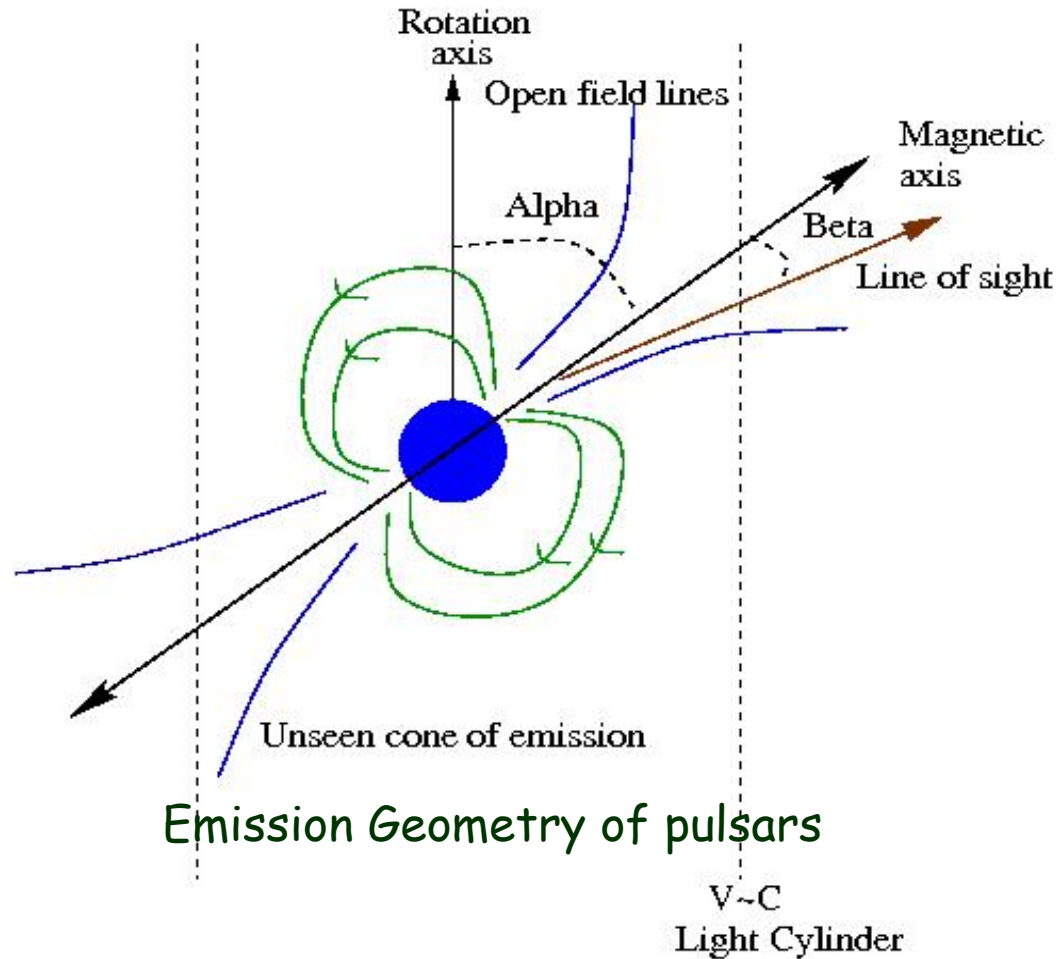 Rotation
axis
Open field lines
Magnetic
axis
Alpha
Beta
Line of sight
Unseen cone of emission
Emission Geometry of pulsars
V~C
Light Cylinder